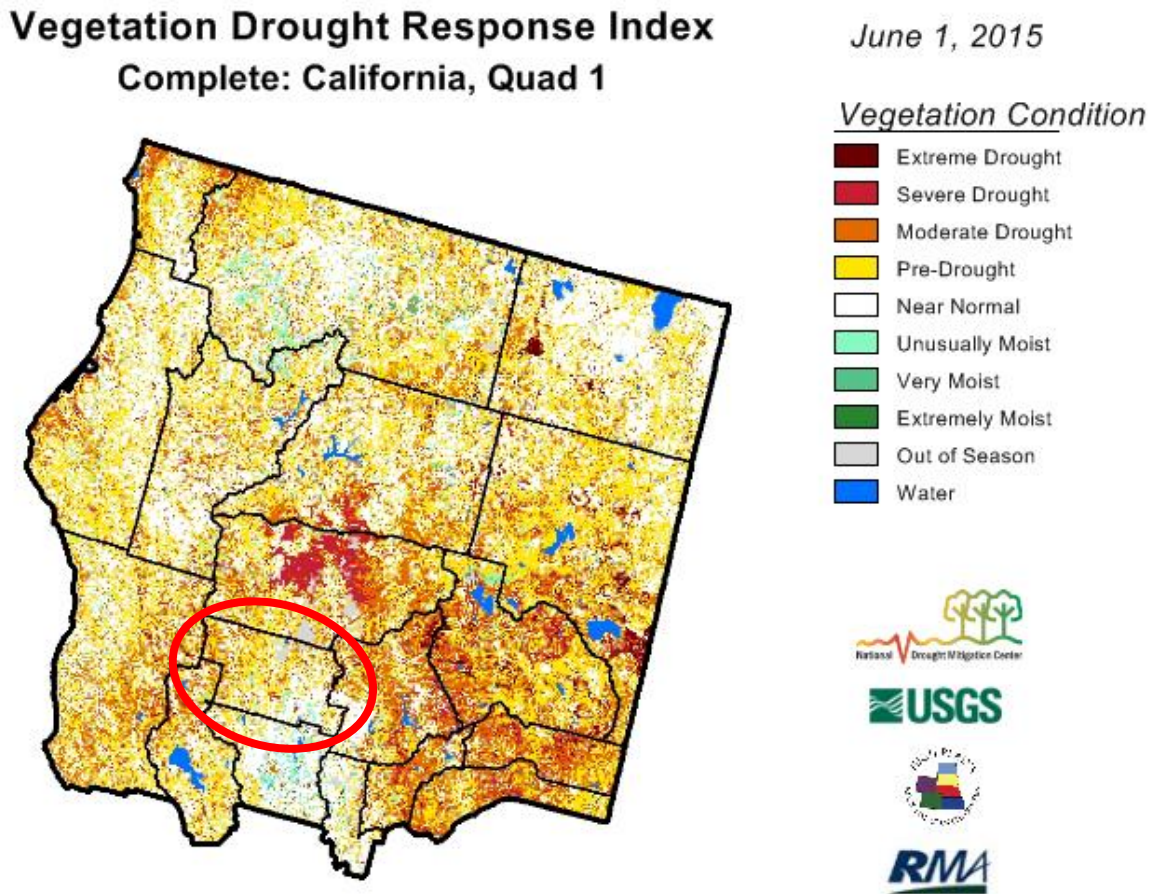 Vegetation Drought Response Index
Complete: California, Quad 1
June 1, 2015
Vegetation Condition
Extreme Drought
Severe Drought
Moderate Drought
Pre-Drought
Near Normal
Unusually Moist
Very Moist
Extremely Moist
Out of Season
Water
National Drought Mitigation Center
USGS
RMA